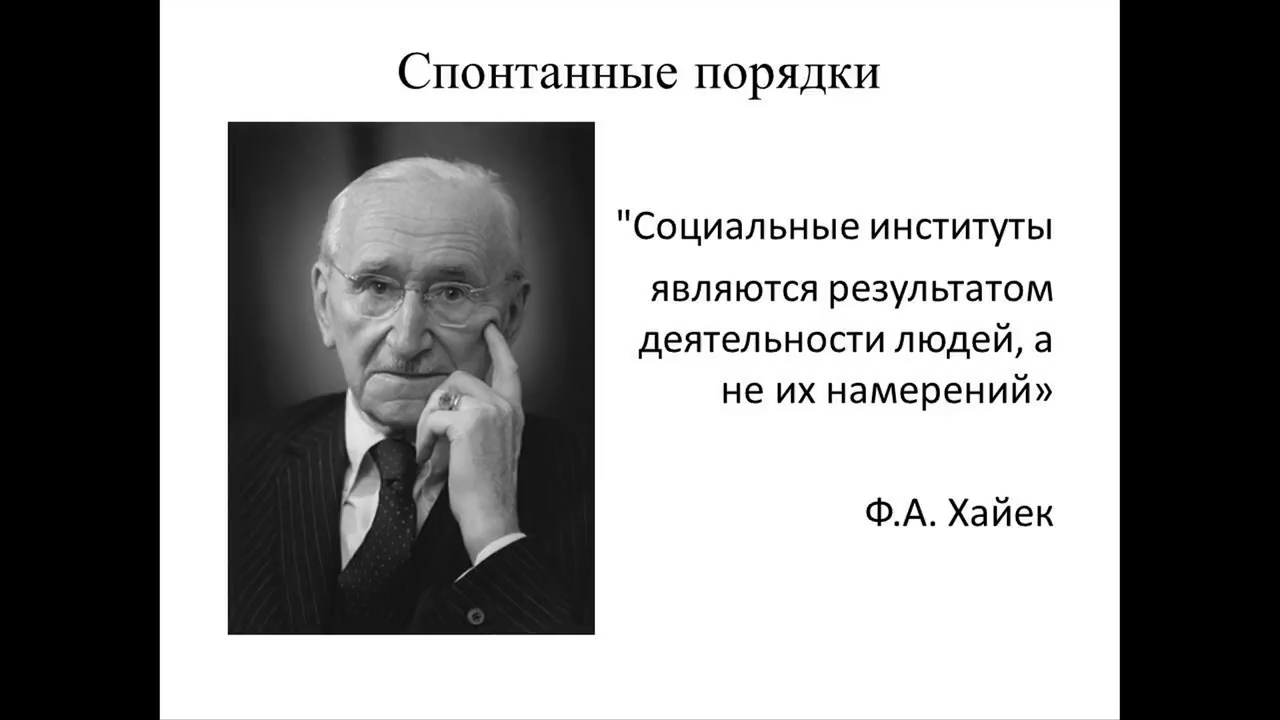 Спонтанные порядки
"Социальные институты
являются результатом
деятельности людей, а
не их намерений»
Ф.А. Хайек